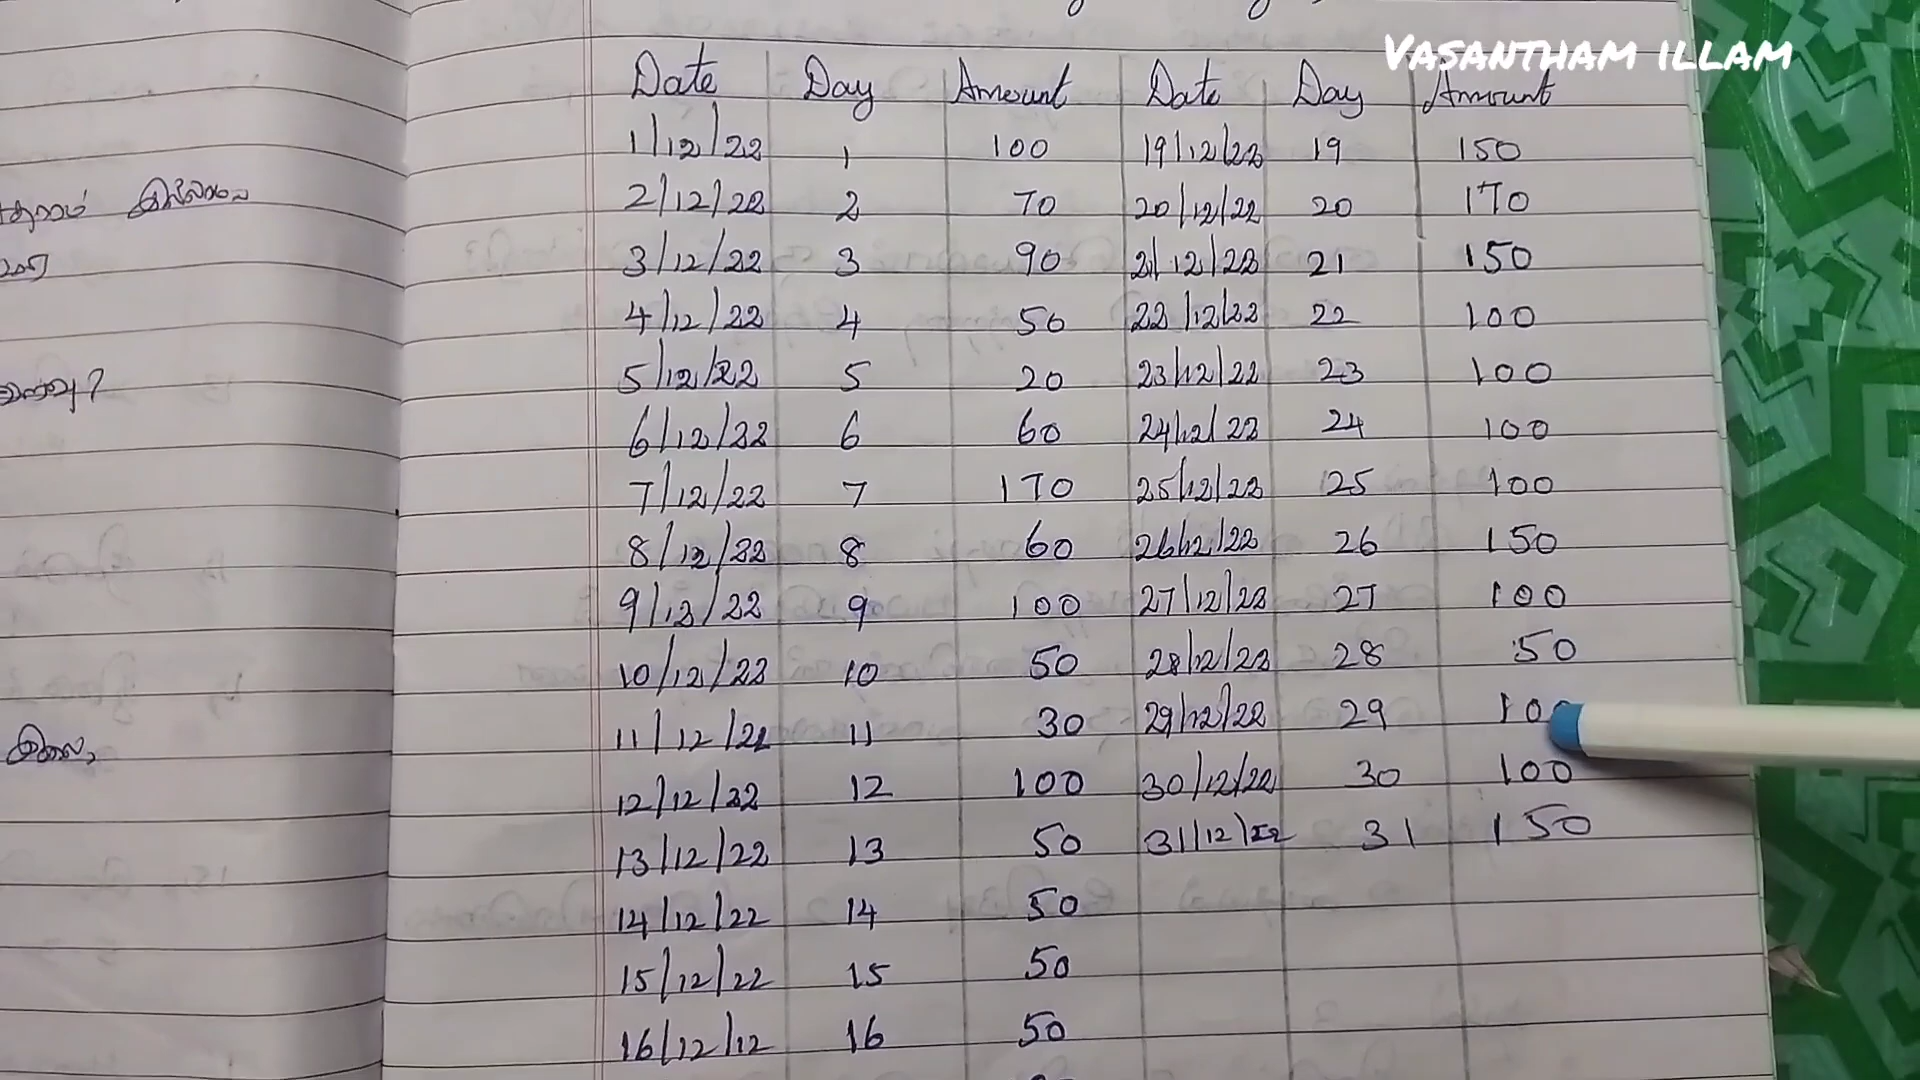 VASANTHAM ILLAM
Date Day Amount Date Day Amount
1/12/22 1 100 19/12/22 19 150
2/12/22 2 70 20/12/22 20 170
3/12/22 3 90 21/12/22 21 150
4/12/22 4 50 22/12/22 22 100
5/12/22 5 20 23/12/22 23 100
6/12/22 6 60 24/12/22 24 100
7/12/22 7 170 25/12/22 25 100
8/12/22 8 60 26/12/22 26 150
9/12/22 9 100 27/12/22 27 100
10/12/22 10 50 28/12/22 28 50
11/12/22 11 30 29/12/22 29 100
12/12/22 12 100 30/12/22 30 100
13/12/22 13 50 31/12/22 31 150
14/12/22 14 50
15/12/22 15 50
16/12/12 16 50